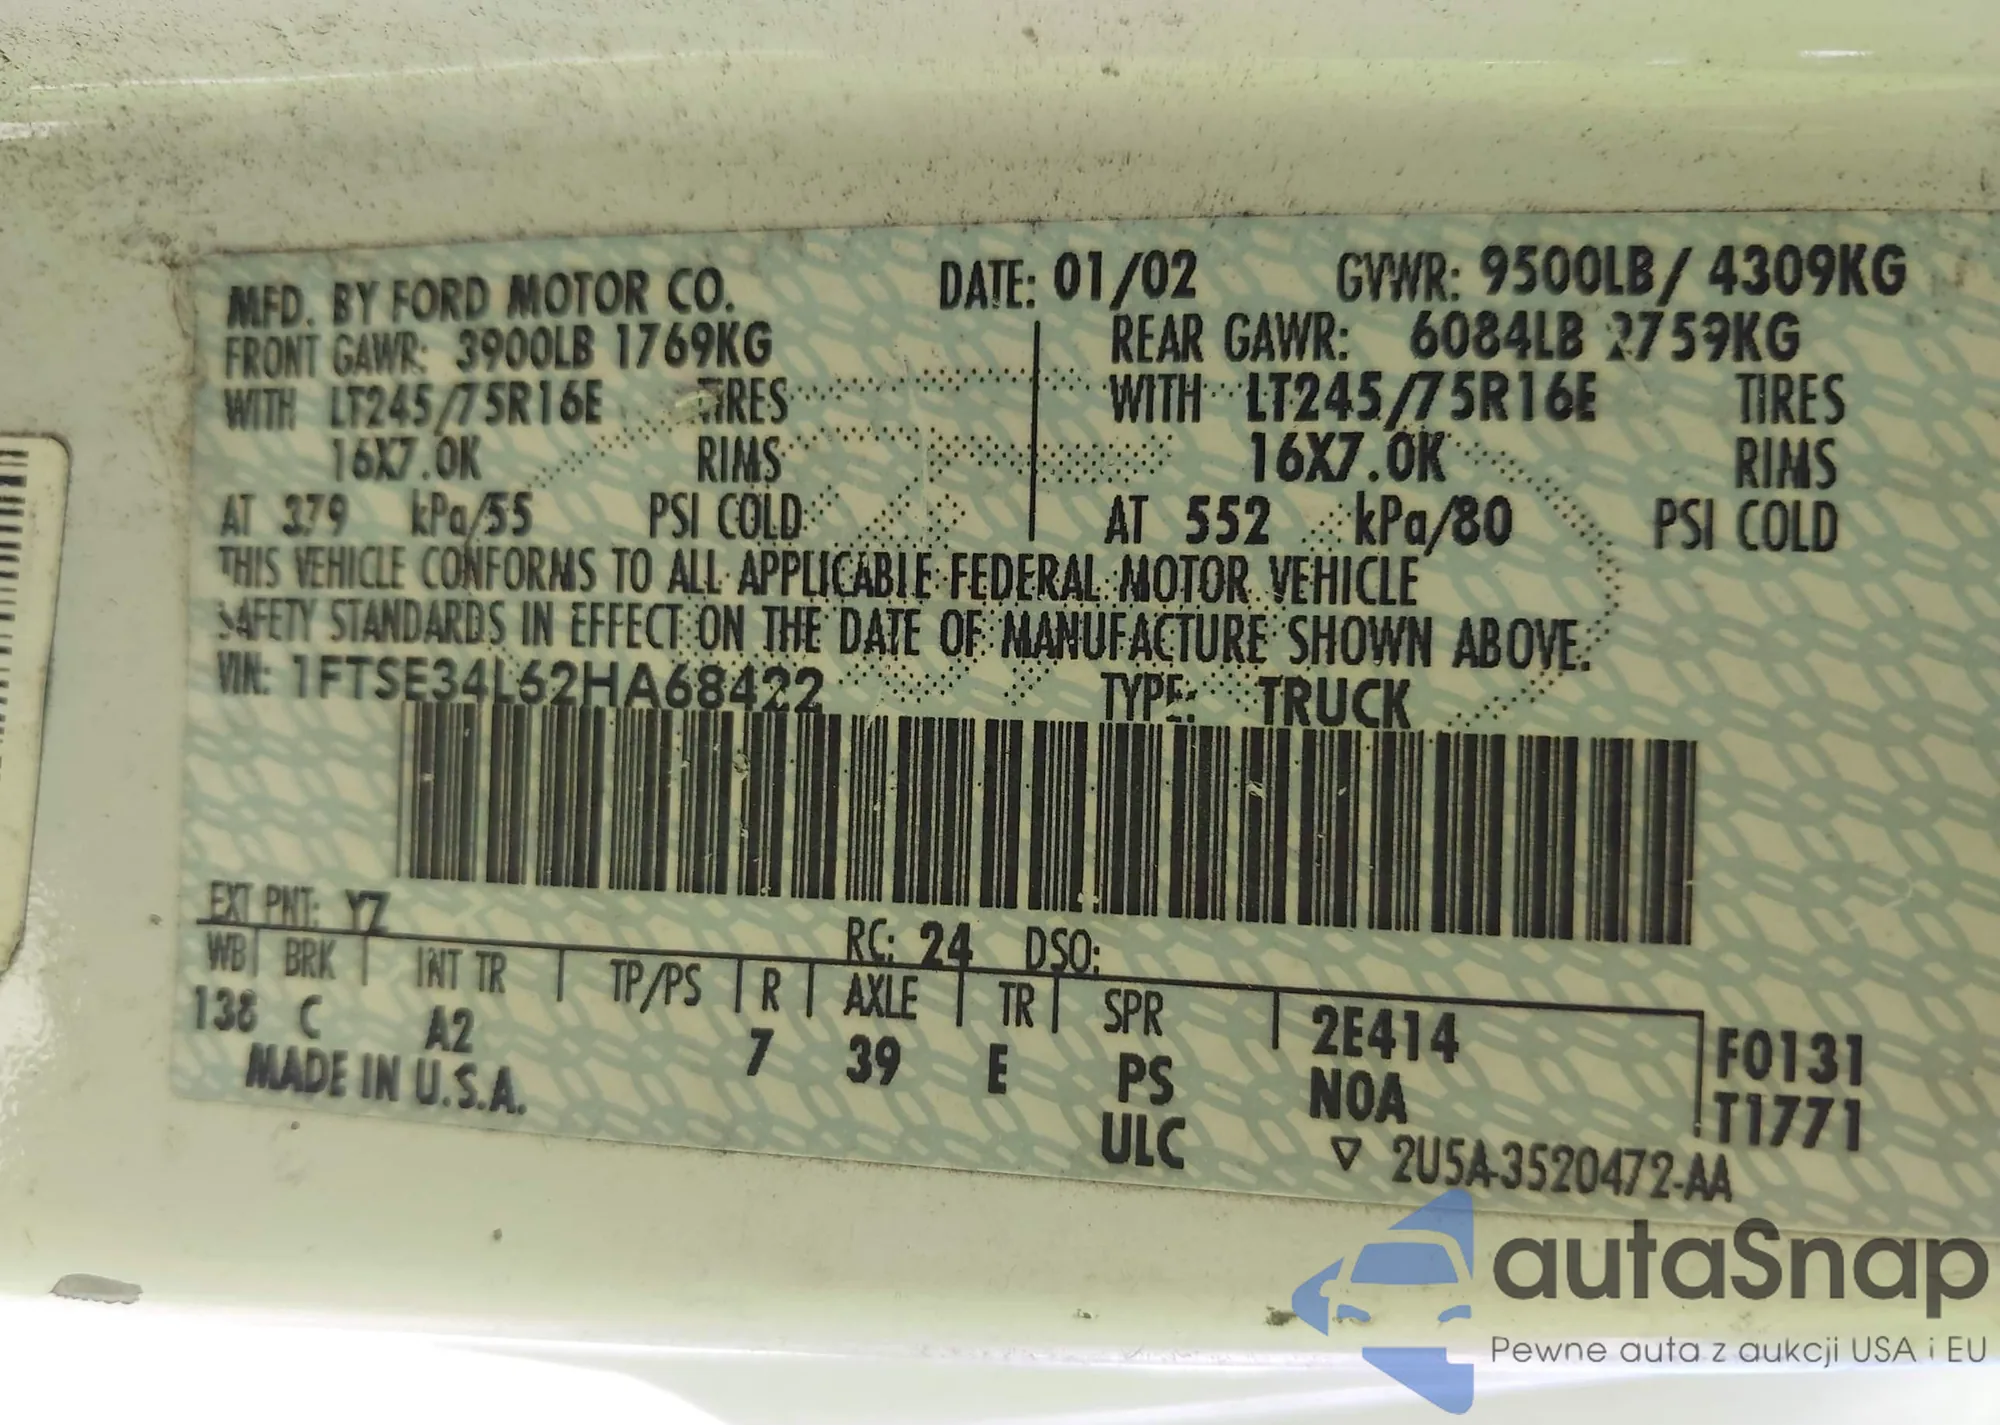 MFD. BY FORD MOTOR CO. DATE: 01/02 GVWR: 9500LB/ 4309KG
FRONT GAWR: 3900LB 1769KG REAR GAWR: 6084LB 2759KG
WITH LT245/75R16E TIRES WITH LT245/75R16E TIRES
16X7.0K RIMS 16X7.0K RIMS
AT 379 kPa/55 PSI COLD AT 552 kPa/80 PSI COLD
THIS VEHICLE CONFORMS TO ALL APPLICABLE FEDERAL MOTOR VEHICLE
SAFETY STANDARDS IN EFFECT ON THE DATE OF MANUFACTURE SHOWN ABOVE.
VIN: 1FTSE34L62HA68422 TYPE: TRUCK
EXT PNT: YZ RC: 24 DSO:
WB BRK INT TR TP/PS R AXLE TR SPR 2E414 F0131
138 C A2 7 39 E PS N0A T1771
MADE IN U.S.A. ULC ▽ 2U5A-3520472-AA
autaSnap
Pewne auta z aukcji USA i EU